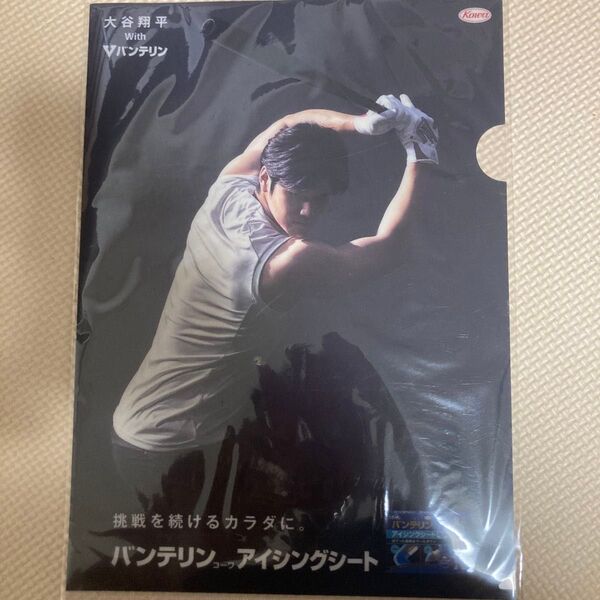 大谷翔平
With
バンテリン
Kowa
挑戦を続けるカラダに。
バンテリンコーワアイシングシート
バンテリン
アイシングシート